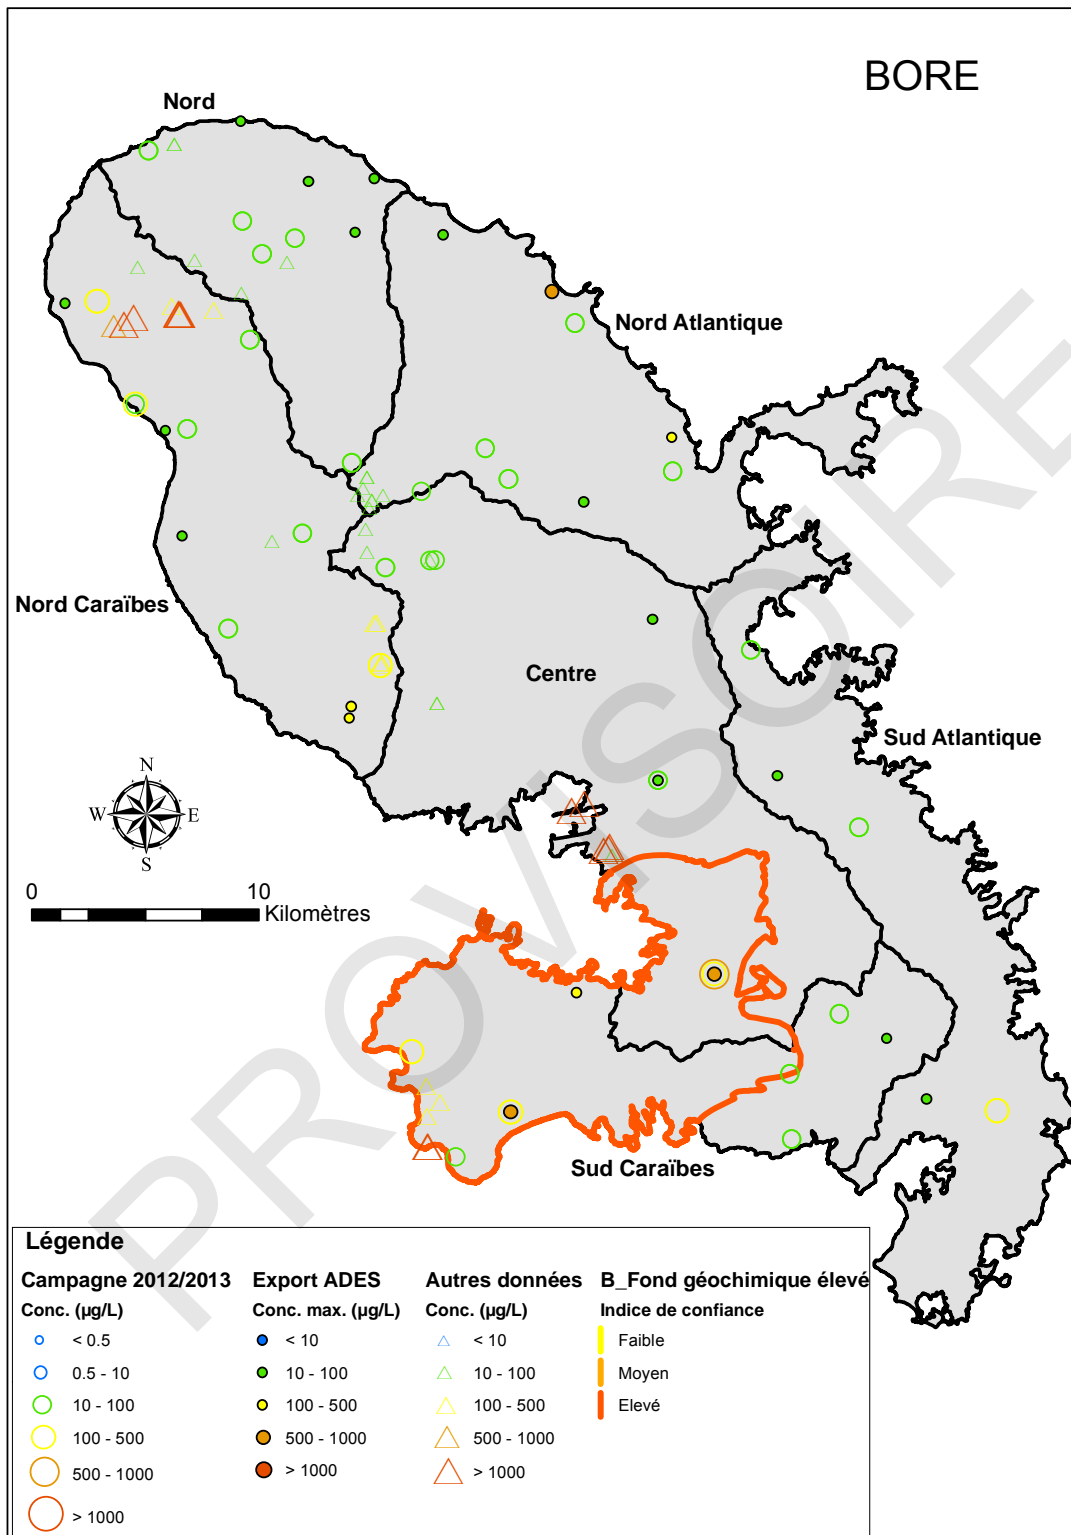 BORE
Nord
Nord Atlantique
Nord Caraïbes
Centre
Sud Atlantique
N
W E
S
0 10
Kilomètres
Sud Caraïbes
PROVISOIRE
Légende
Campagne 2012/2013
Conc. (µg/L)
< 0.5
0.5 - 10
10 - 100
100 - 500
500 - 1000
> 1000
Export ADES
Conc. max. (µg/L)
< 10
10 - 100
100 - 500
500 - 1000
> 1000
Autres données
Conc. (µg/L)
< 10
10 - 100
100 - 500
500 - 1000
> 1000
B_Fond géochimique élevé
Indice de confiance
Faible
Moyen
Elevé